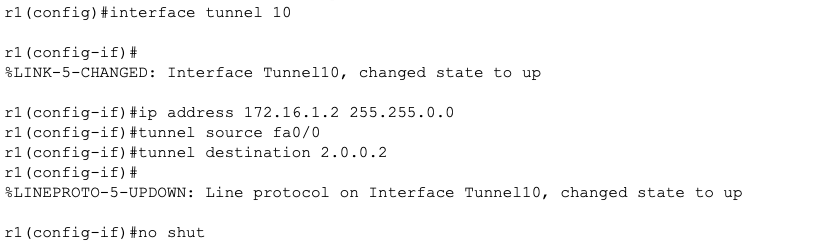 r1(config)#interface tunnel 10
r1(config-if)#
%LINK-5-CHANGED: Interface Tunnel10, changed state to up
r1(config-if)#ip address 172.16.1.2 255.255.0.0
r1(config-if)#tunnel source fa0/0
r1(config-if)#tunnel destination 2.0.0.2
r1(config-if)#
%LINEPROTO-5-UPDOWN: Line protocol on Interface Tunnel10, changed state to up
r1(config-if)#no shut